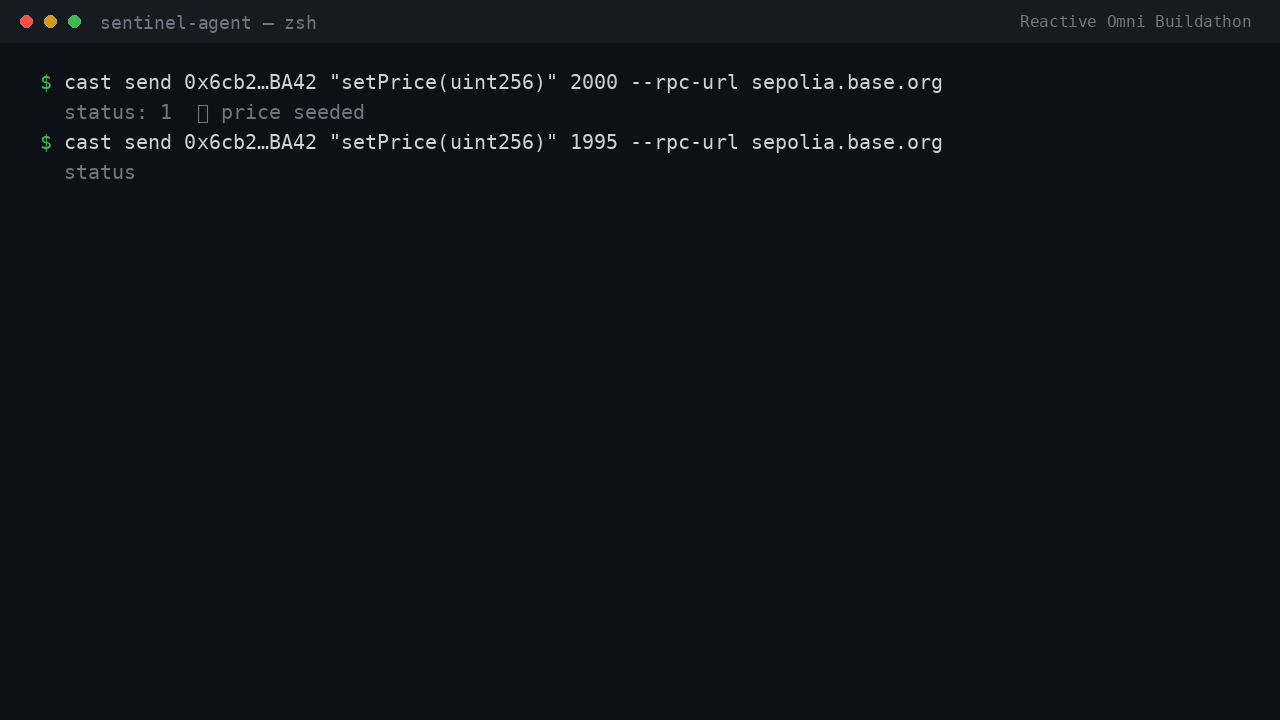 sentinel-agent — zsh
Reactive Omni Buildathon
$ cast send 0x6cb2…BA42 "setPrice(uint256)" 2000 --rpc-url sepolia.base.org
status: 1 ▯ price seeded
$ cast send 0x6cb2…BA42 "setPrice(uint256)" 1995 --rpc-url sepolia.base.org
status